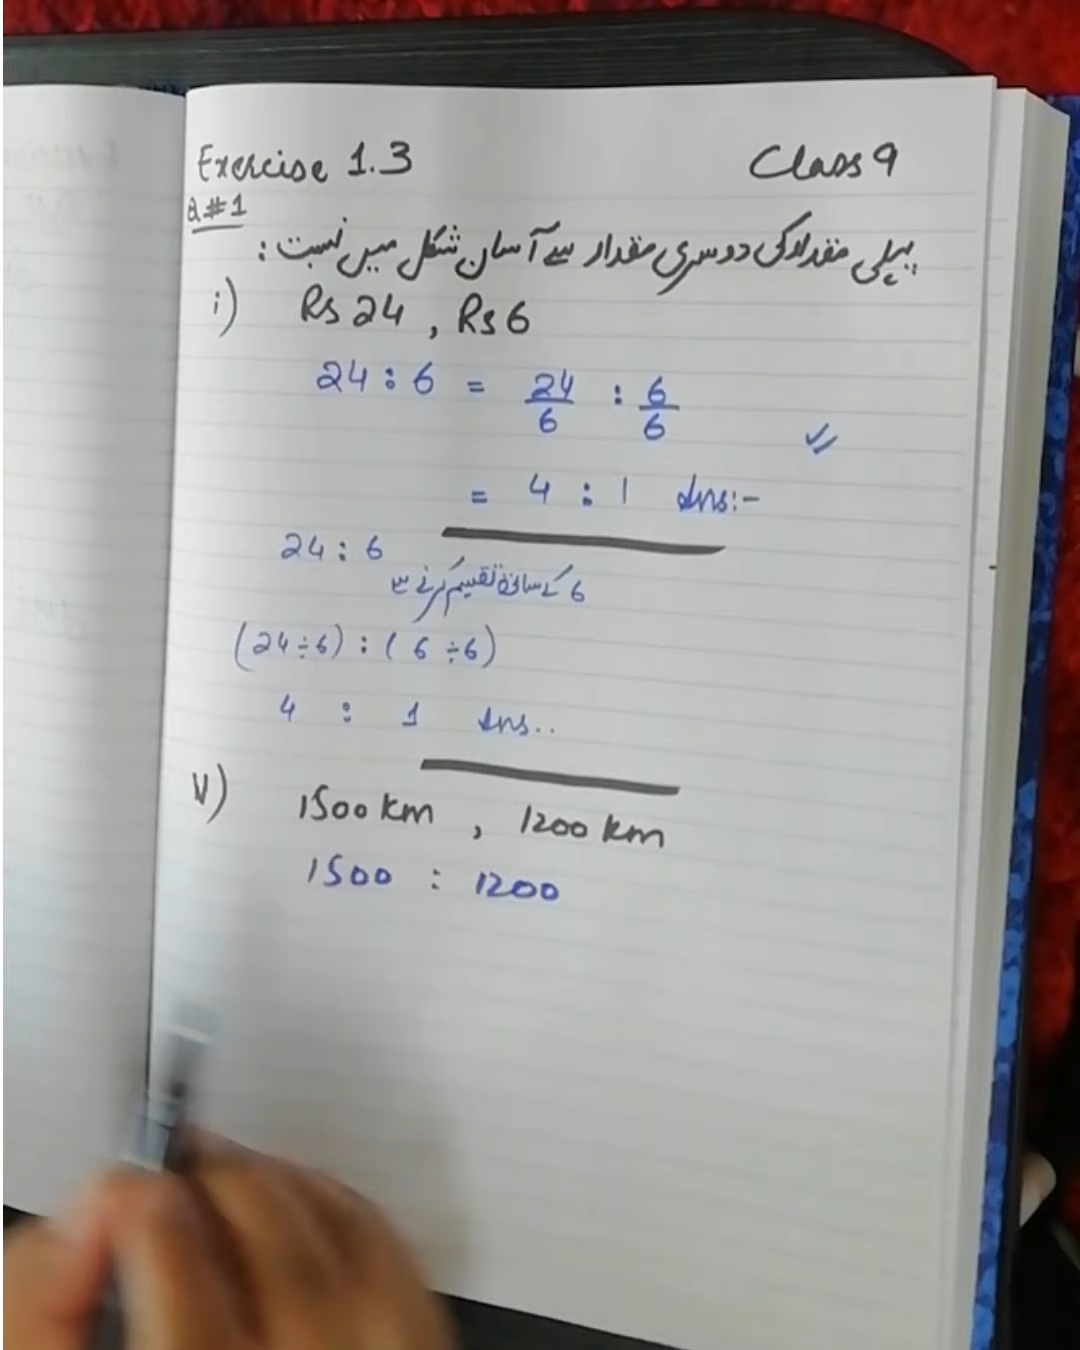 Exercise 1.3 Class 9
Q#1
پہلی مقدار کی دوسری مقدار سے آسان شکل میں نسبت :
i) Rs 24 , Rs 6
24 : 6 = 24/6 : 6/6
= 4 : 1 Ans:-
24 : 6
6 کے ساتھ تقسیم کرنے سے
(24÷6) : (6÷6)
4 : 1 Ans..
V) 1500 km , 1200 km
1500 : 1200